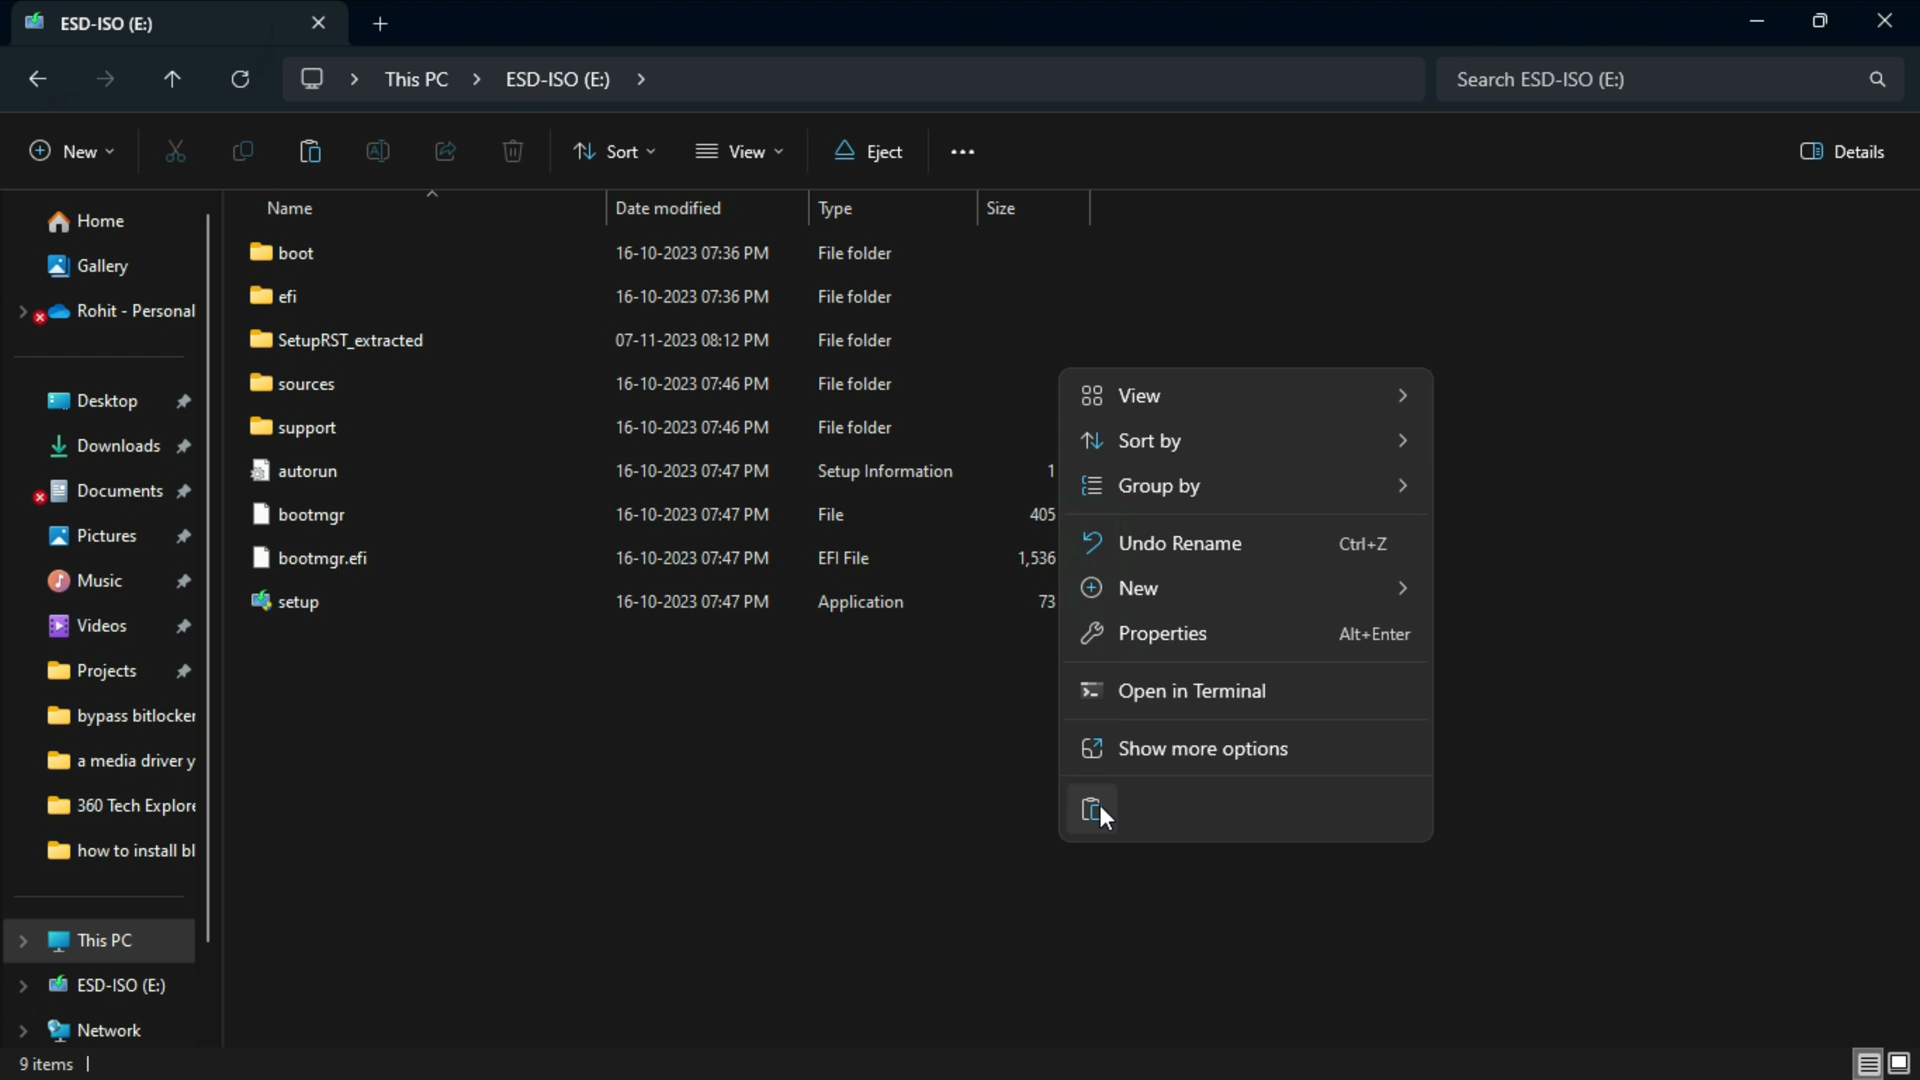 ESD-ISO (E:)
This PC > ESD-ISO (E:) >
Search ESD-ISO (E:)
New
Sort
View
Eject
Details
Name Date modified Type Size
boot 16-10-2023 07:36 PM File folder
efi 16-10-2023 07:36 PM File folder
SetupRST_extracted 07-11-2023 08:12 PM File folder
sources 16-10-2023 07:46 PM File folder
support 16-10-2023 07:46 PM File folder
autorun 16-10-2023 07:47 PM Setup Information 1
bootmgr 16-10-2023 07:47 PM File 405
bootmgr.efi 16-10-2023 07:47 PM EFI File 1,536
setup 16-10-2023 07:47 PM Application 73
Home
Gallery
Rohit - Personal
Desktop
Downloads
Documents
Pictures
Music
Videos
Projects
bypass bitlocker
a media driver y
360 Tech Explore
how to install bl
This PC
ESD-ISO (E:)
Network
View
Sort by
Group by
Undo Rename Ctrl+Z
New
Properties Alt+Enter
Open in Terminal
Show more options
9 items